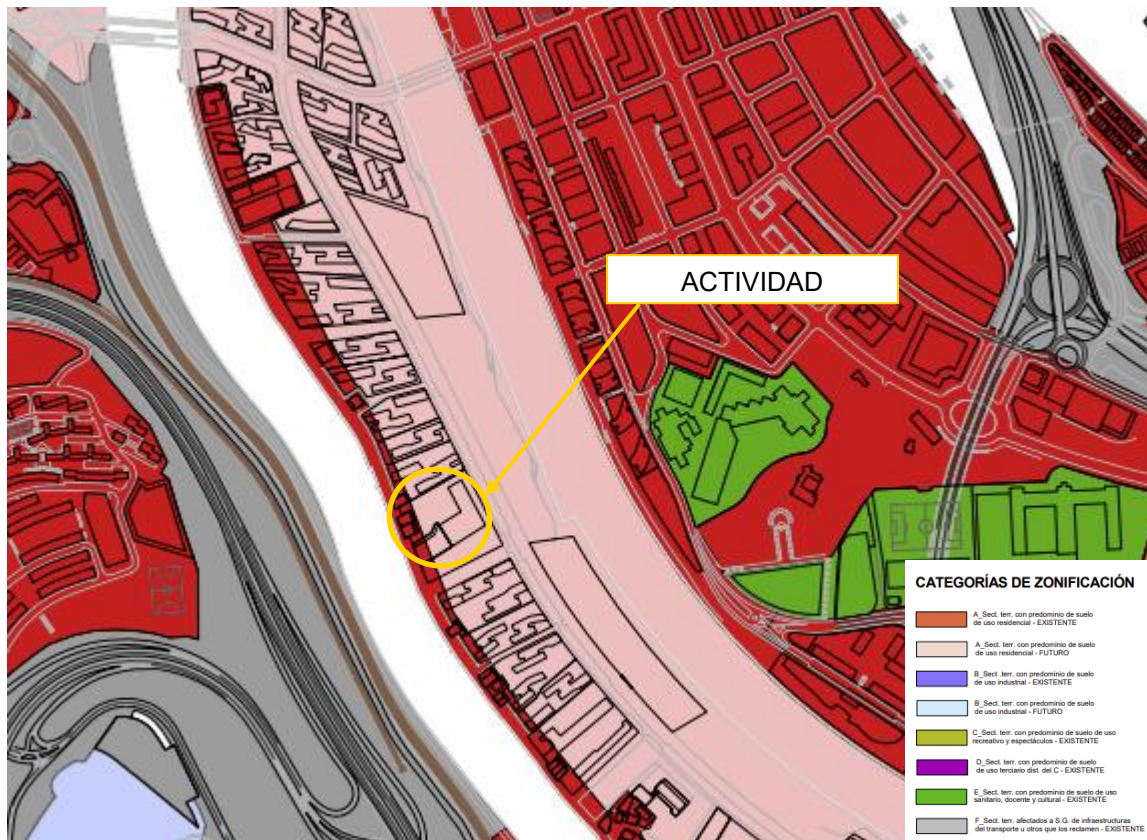 ACTIVIDAD
CATEGORÍAS DE ZONIFICACIÓN
A_Sect. terr. con predominio de suelo
de uso residencial - EXISTENTE
A_Sect. terr. con predominio de suelo
de uso residencial - FUTURO
B_Sect .terr. con predominio de suelo
de uso industrial - EXISTENTE
B_Sect. terr. con predominio de suelo
de uso industrial - FUTURO
C_Sect. terr. con predominio de suelo de uso
recreativo y espectáculos - EXISTENTE
D_Sect. terr. con predominio de suelo
de uso terciario dist. del C - EXISTENTE
E_Sect. terr. con predominio de suelo de uso
sanitario, docente y cultural - EXISTENTE
F_Sect. terr. afectados a S.G. de infraestructuras
del transporte u otros que los reclamen - EXISTENTE